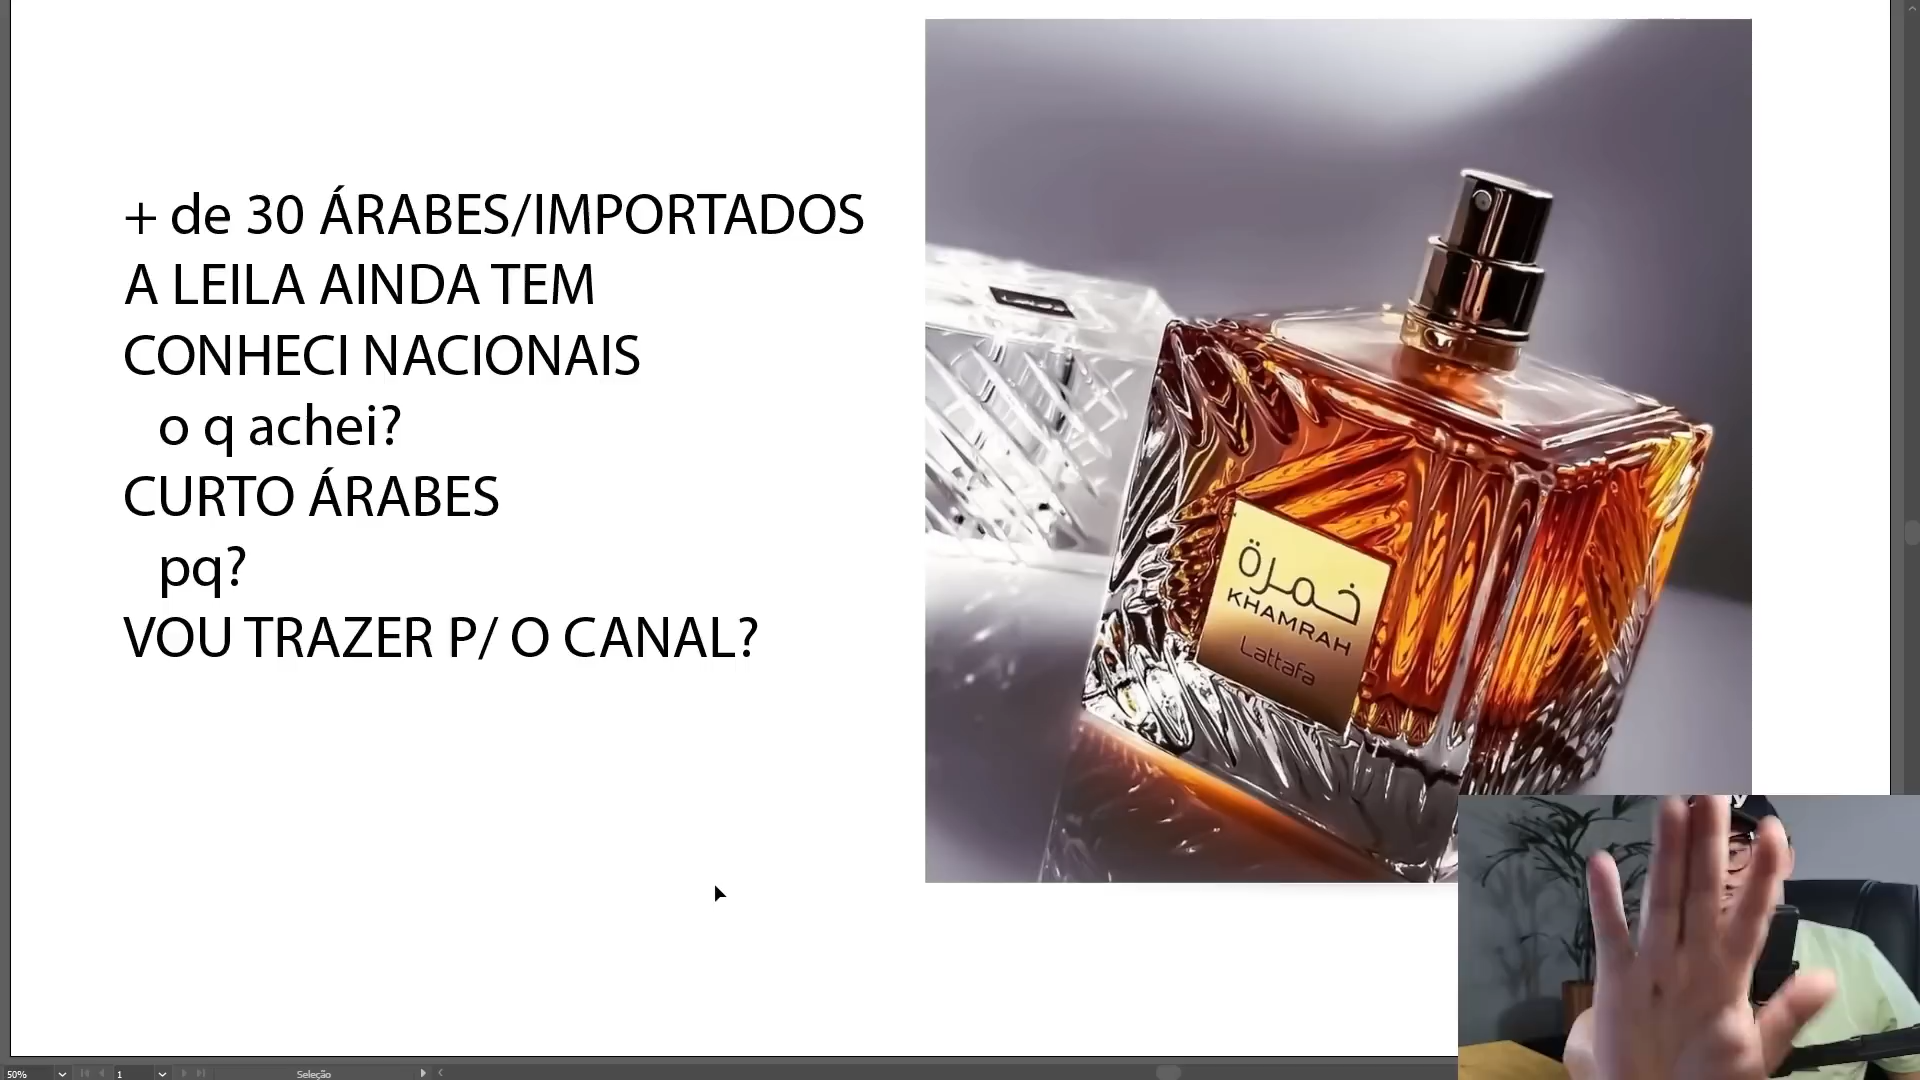 + de 30 ÁRABES/IMPORTADOS
A LEILA AINDA TEM
CONHECI NACIONAIS
o q achei?
CURTO ÁRABES
pq?
VOU TRAZER P/ O CANAL?
خمرة
KHAMRAH
Lattafa
50%
1
Seleção